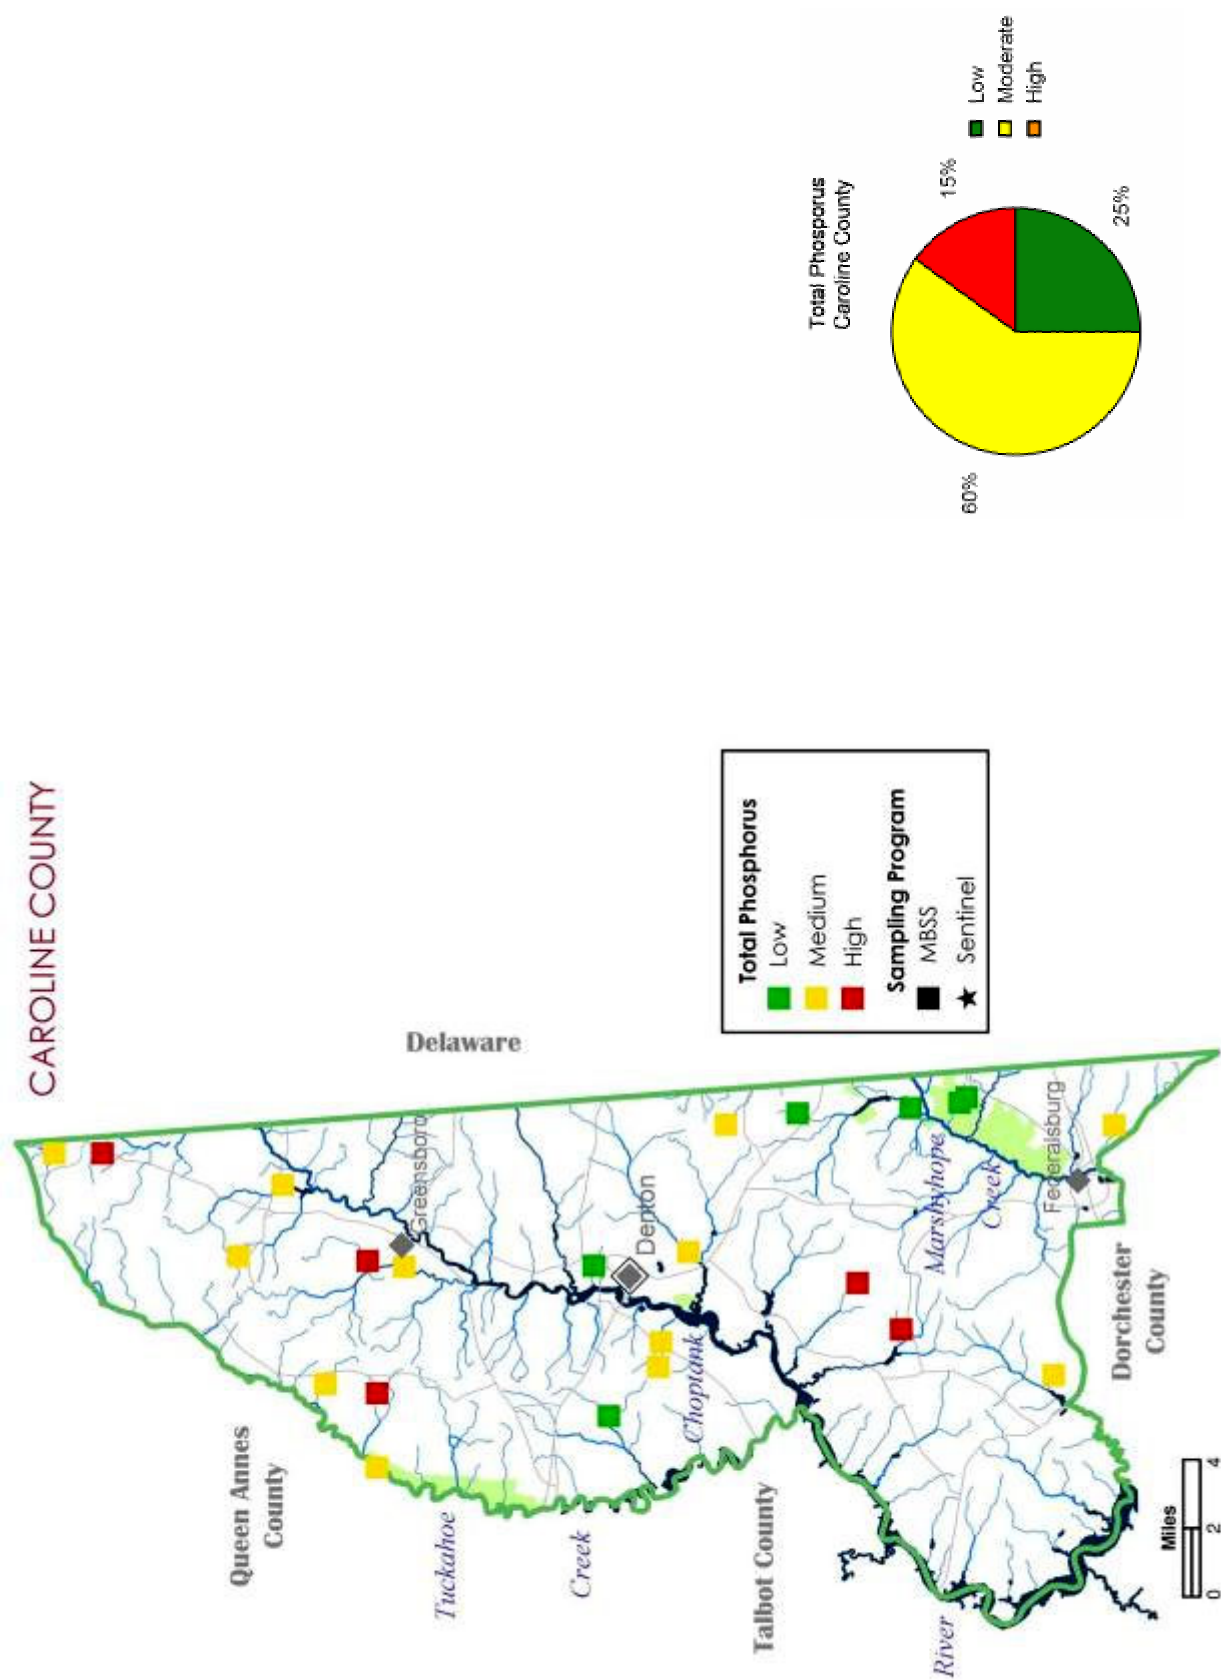 CAROLINE COUNTY
Queen Annes
County
Delaware
Greensboro
Tuckahoe
Creek
Denton
Choptank
Talbot County
River
Marshyhope
Creek
Federalsburg
Dorchester
County
Miles
0 2 4
Total Phosphorus
Low
Medium
High
Sampling Program
MBSS
Sentinel
Total Phosporus
Caroline County
15%
25%
60%
Low
Moderate
High